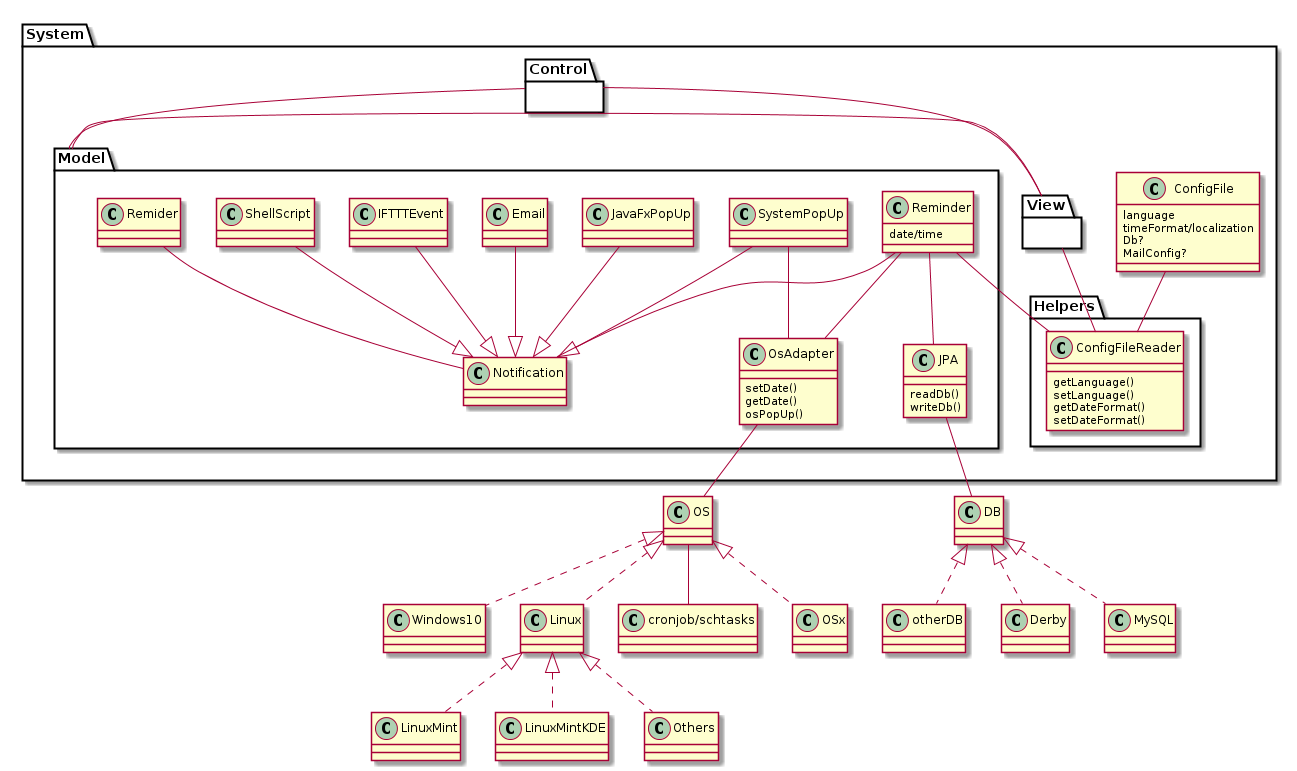 System
Control
Model
C Remider
C ShellScript
C IFTTTEvent
C Email
C JavaFxPopUp
C SystemPopUp
C Reminder
date/time
View
C ConfigFile
language
timeFormat/localization
Db?
MailConfig?
Helpers
C Notification
C OsAdapter
setDate()
getDate()
osPopUp()
C JPA
readDb()
writeDb()
C ConfigFileReader
getLanguage()
setLanguage()
getDateFormat()
setDateFormat()
C OS
C DB
C Windows10
C Linux
C cronjob/schtasks
C OSx
C otherDB
C Derby
C MySQL
C LinuxMint
C LinuxMintKDE
C Others